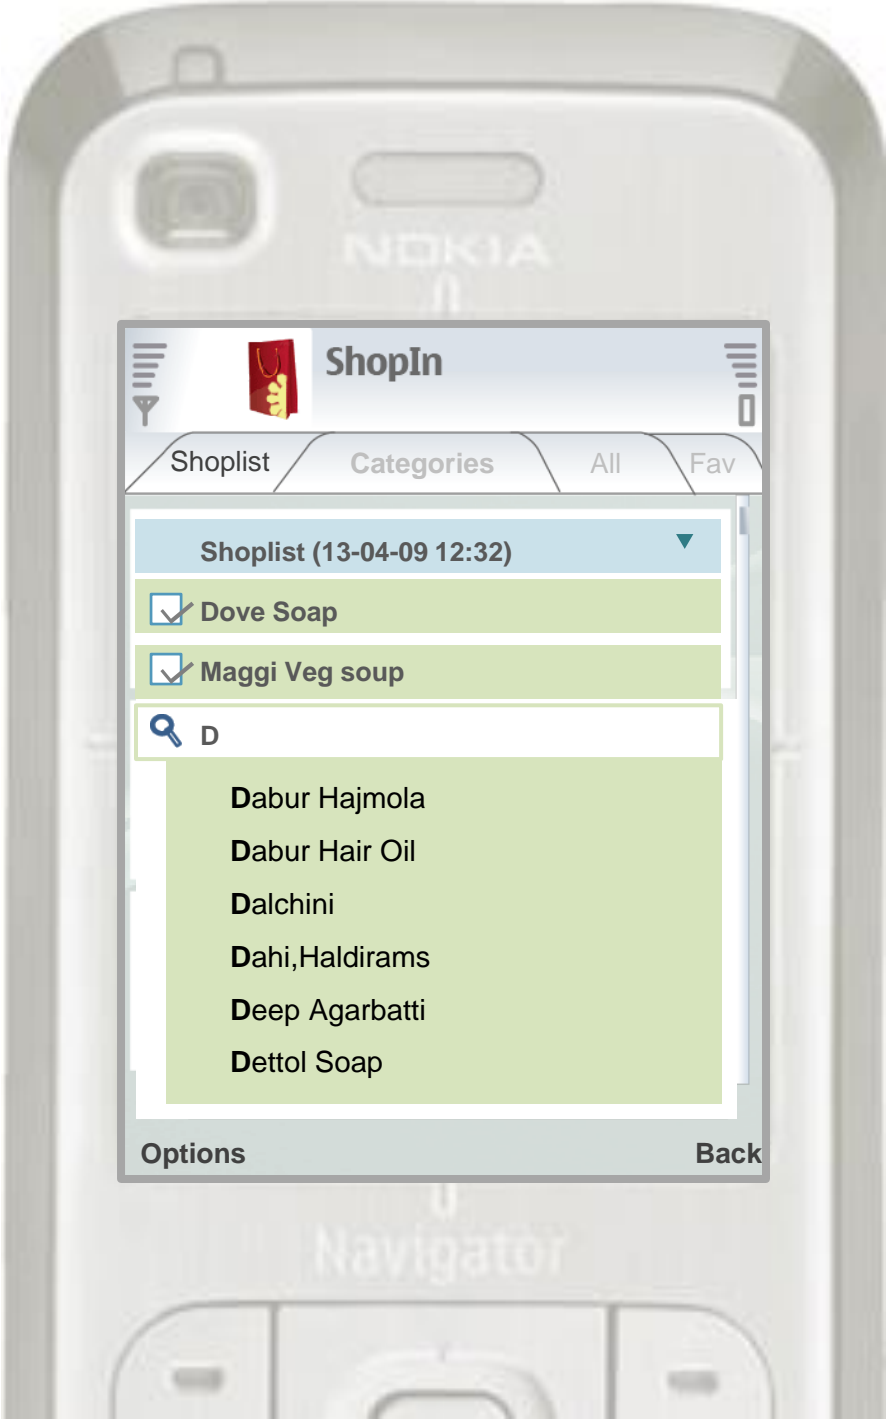 NOKIA
ShopIn
Shoplist Categories All Fav
Shoplist (13-04-09 12:32)
Dove Soap
Maggi Veg soup
D
Dabur Hajmola
Dabur Hair Oil
Dalchini
Dahi,Haldirams
Deep Agarbatti
Dettol Soap
Options Back
Navigator